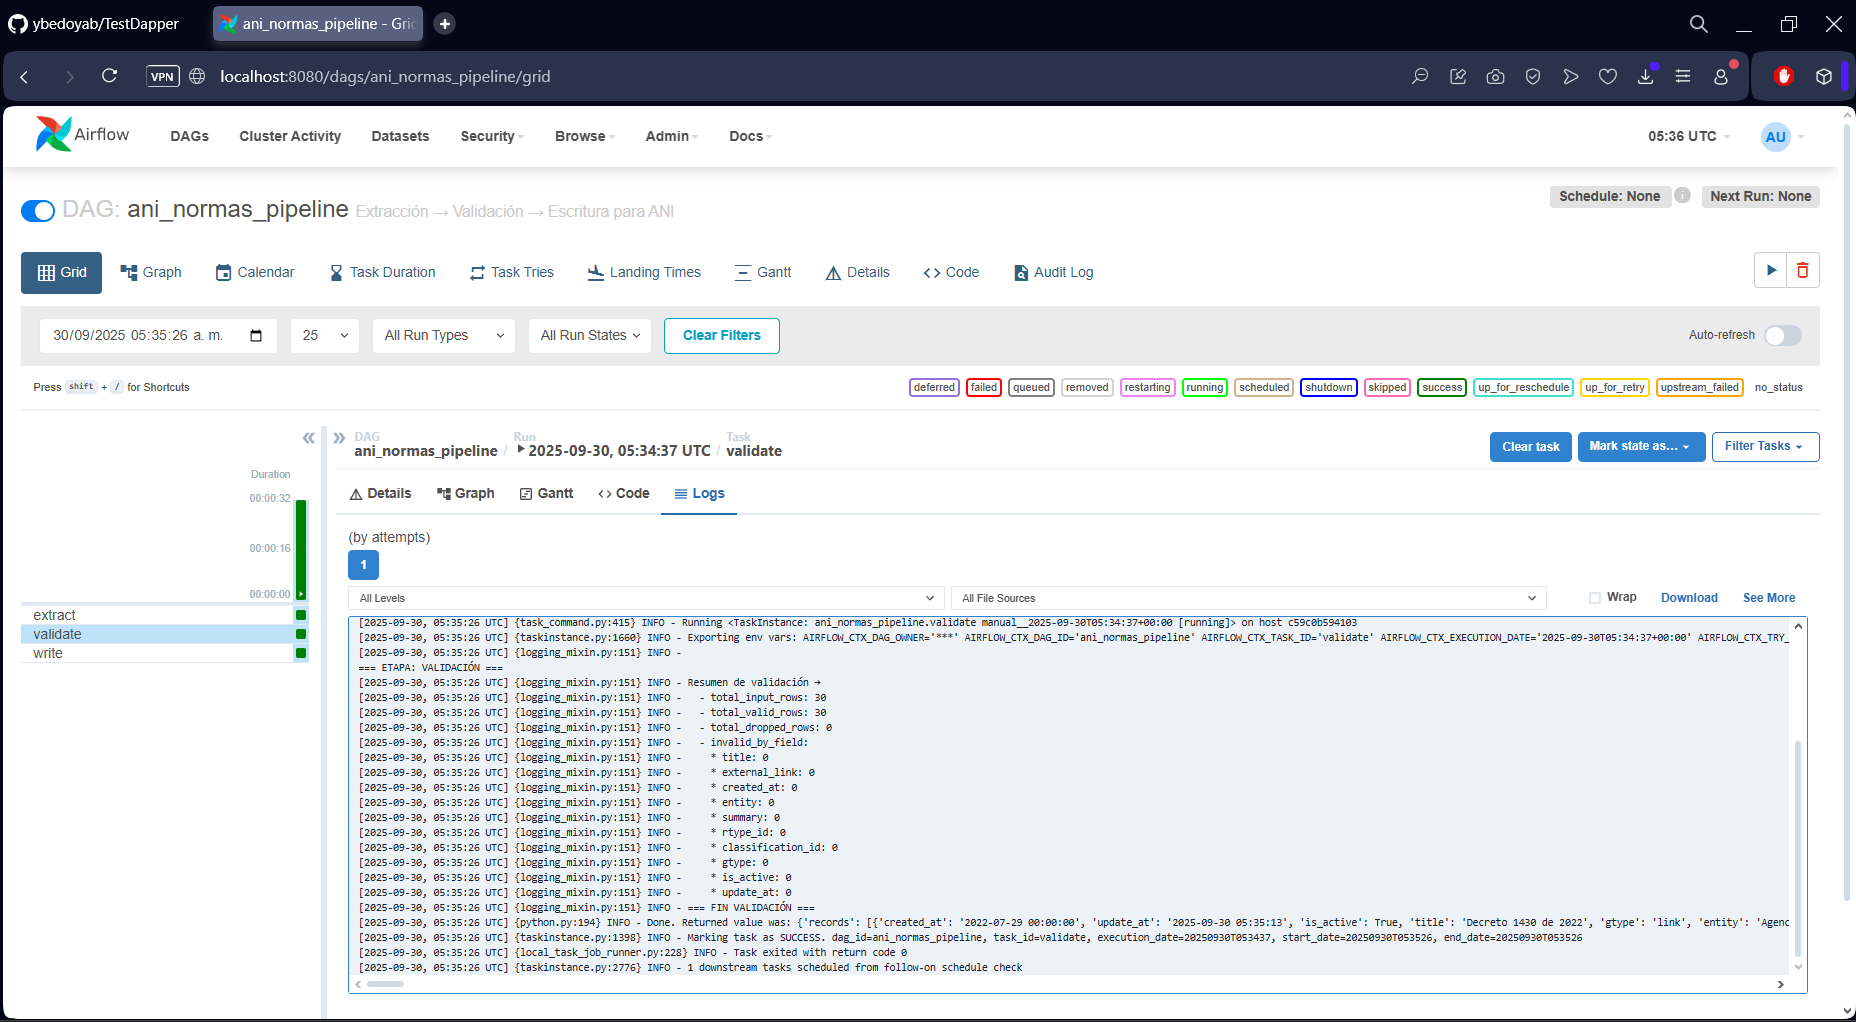 ybedoyab/TestDapper
ani_normas_pipeline - Gri
VPN localhost:8080/dags/ani_normas_pipeline/grid
Airflow DAGs Cluster Activity Datasets Security Browse Admin Docs 05:36 UTC AU
DAG: ani_normas_pipeline Extracción → Validación → Escritura para ANI
Schedule: None Next Run: None
Grid Graph Calendar Task Duration Task Tries Landing Times Gantt Details Code Audit Log
30/09/2025 05:35:26 a. m. 25 All Run Types All Run States Clear Filters Auto-refresh
Press shift + / for Shortcuts
deferred failed queued removed restarting running scheduled shutdown skipped success up_for_reschedule up_for_retry upstream_failed no_status
Duration
00:00:32
00:00:16
00:00:00
extract
validate
write
DAG Run Task
ani_normas_pipeline / 2025-09-30, 05:34:37 UTC / validate
Clear task Mark state as... Filter Tasks
Details Graph Gantt Code Logs
(by attempts)
1
All Levels All File Sources Wrap Download See More
[2025-09-30, 05:35:26 UTC] {task_command.py:415} INFO - Running <TaskInstance: ani_normas_pipeline.validate manual__2025-09-30T05:34:37+00:00 [running]> on host c59c0b594103
[2025-09-30, 05:35:26 UTC] {taskinstance.py:1660} INFO - Exporting env vars: AIRFLOW_CTX_DAG_OWNER='***' AIRFLOW_CTX_DAG_ID='ani_normas_pipeline' AIRFLOW_CTX_TASK_ID='validate' AIRFLOW_CTX_EXECUTION_DATE='2025-09-30T05:34:37+00:00' AIRFLOW_CTX_TRY_
[2025-09-30, 05:35:26 UTC] {logging_mixin.py:151} INFO -
=== ETAPA: VALIDACIÓN ===
[2025-09-30, 05:35:26 UTC] {logging_mixin.py:151} INFO - Resumen de validación →
[2025-09-30, 05:35:26 UTC] {logging_mixin.py:151} INFO -   - total_input_rows: 30
[2025-09-30, 05:35:26 UTC] {logging_mixin.py:151} INFO -   - total_valid_rows: 30
[2025-09-30, 05:35:26 UTC] {logging_mixin.py:151} INFO -   - total_dropped_rows: 0
[2025-09-30, 05:35:26 UTC] {logging_mixin.py:151} INFO -   - invalid_by_field:
[2025-09-30, 05:35:26 UTC] {logging_mixin.py:151} INFO -     * title: 0
[2025-09-30, 05:35:26 UTC] {logging_mixin.py:151} INFO -     * external_link: 0
[2025-09-30, 05:35:26 UTC] {logging_mixin.py:151} INFO -     * created_at: 0
[2025-09-30, 05:35:26 UTC] {logging_mixin.py:151} INFO -     * entity: 0
[2025-09-30, 05:35:26 UTC] {logging_mixin.py:151} INFO -     * summary: 0
[2025-09-30, 05:35:26 UTC] {logging_mixin.py:151} INFO -     * rtype_id: 0
[2025-09-30, 05:35:26 UTC] {logging_mixin.py:151} INFO -     * classification_id: 0
[2025-09-30, 05:35:26 UTC] {logging_mixin.py:151} INFO -     * gtype: 0
[2025-09-30, 05:35:26 UTC] {logging_mixin.py:151} INFO -     * is_active: 0
[2025-09-30, 05:35:26 UTC] {logging_mixin.py:151} INFO -     * update_at: 0
[2025-09-30, 05:35:26 UTC] {logging_mixin.py:151} INFO - === FIN VALIDACIÓN ===
[2025-09-30, 05:35:26 UTC] {python.py:194} INFO - Done. Returned value was: {'records': [{'created_at': '2022-07-29 00:00:00', 'update_at': '2025-09-30 05:35:13', 'is_active': True, 'title': 'Decreto 1430 de 2022', 'gtype': 'link', 'entity': 'Agenc
[2025-09-30, 05:35:26 UTC] {taskinstance.py:1398} INFO - Marking task as SUCCESS. dag_id=ani_normas_pipeline, task_id=validate, execution_date=20250930T053437, start_date=20250930T053526, end_date=20250930T053526
[2025-09-30, 05:35:26 UTC] {local_task_job_runner.py:228} INFO - Task exited with return code 0
[2025-09-30, 05:35:26 UTC] {taskinstance.py:2776} INFO - 1 downstream tasks scheduled from follow-on schedule check